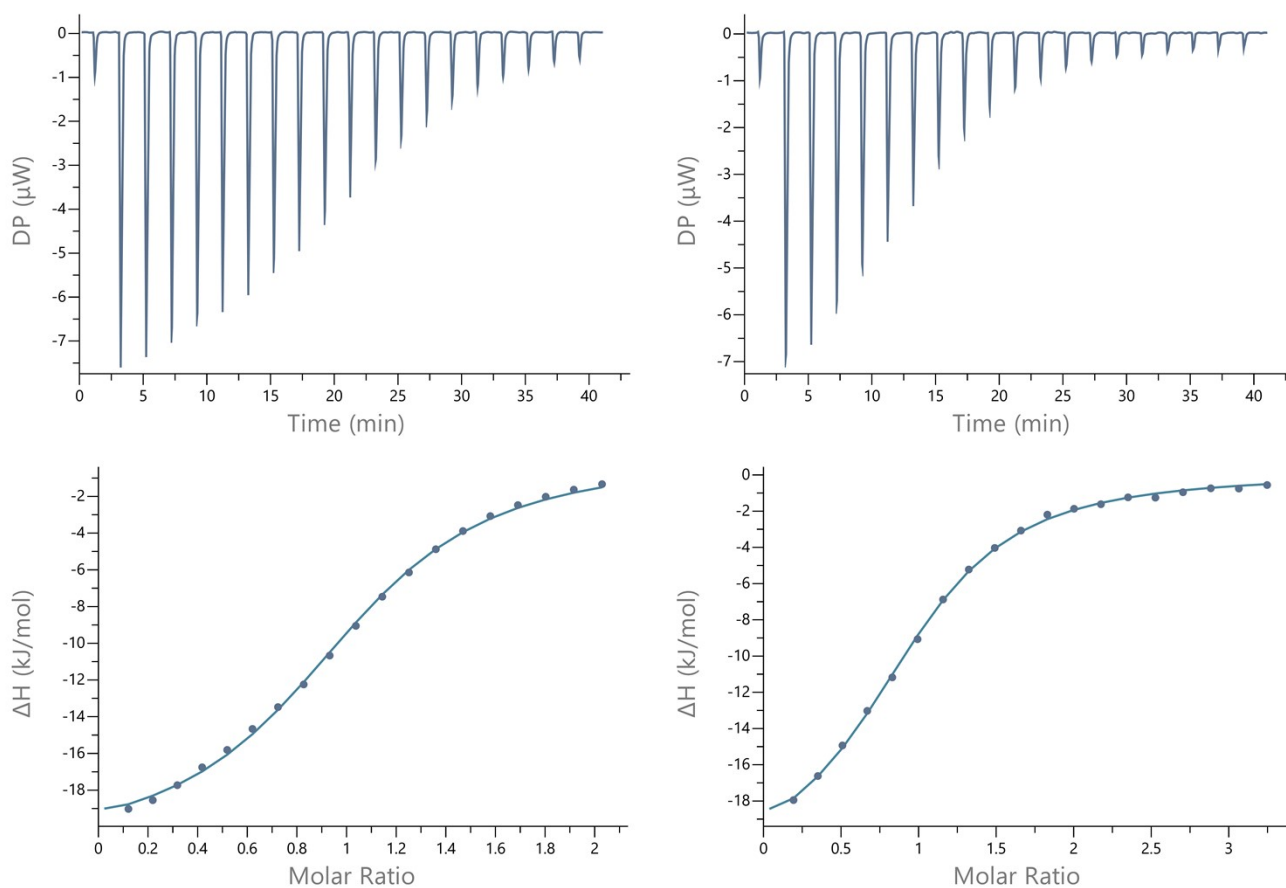 0
-1
-2
-3
-4
-5
-6
-7
DP (µW)
0 5 10 15 20 25 30 35 40
Time (min)
0
-1
-2
-3
-4
-5
-6
-7
DP (µW)
0 5 10 15 20 25 30 35 40
Time (min)
-2
-4
-6
-8
-10
-12
-14
-16
-18
ΔH (kJ/mol)
0 0.2 0.4 0.6 0.8 1 1.2 1.4 1.6 1.8 2
Molar Ratio
0
-2
-4
-6
-8
-10
-12
-14
-16
-18
ΔH (kJ/mol)
0 0.5 1 1.5 2 2.5 3
Molar Ratio